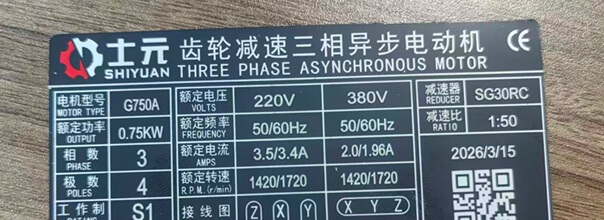 士元 齿轮减速三相异步电动机 CE
SHIYUAN THREE PHASE ASYNCHRONOUS MOTOR
电机型号 G750A 额定电压 220V 380V 减速器 SG30RC
MOTOR TYPE VOLTS REDUCER
额定功率 0.75KW 额定频率 50/60Hz 50/60Hz 减速比 1:50
OUTPUT FREQUENCY RATIO
相数 3 额定电流 3.5/3.4A 2.0/1.96A 2026/3/15
PHASE AMPS
极数 4 额定转速 1420/1720 1420/1720
POLES R.P.M.(r/min)
工作制 S1 接线图 Z X Y X Y Z